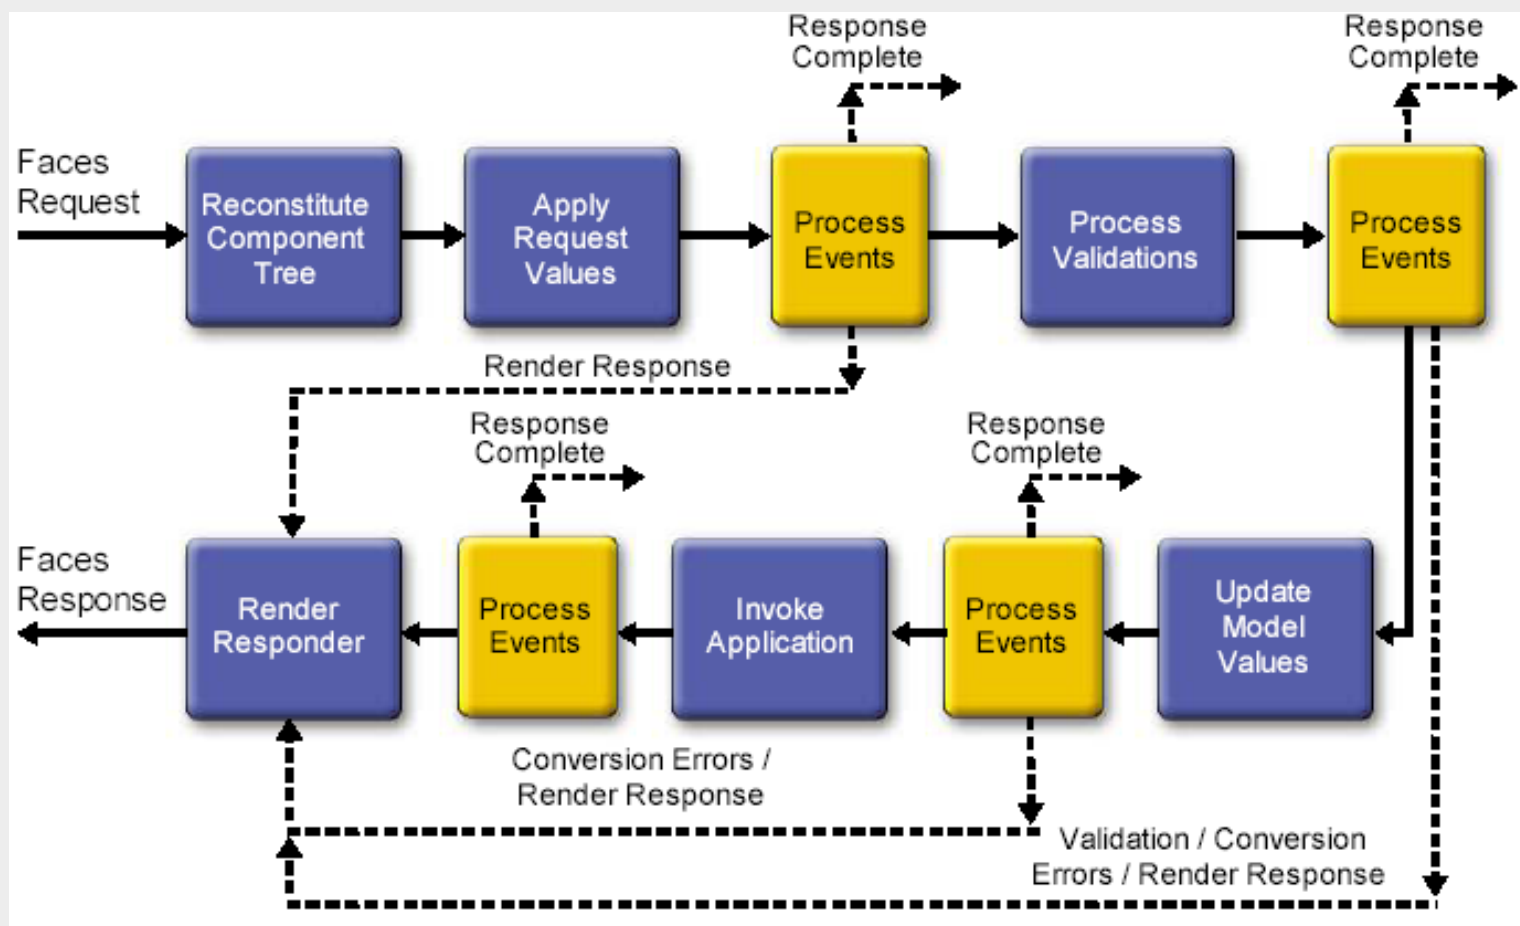 Response
Complete
Response
Complete
Faces
Request
Reconstitute
Component
Tree
Apply
Request
Values
Process
Events
Process
Validations
Process
Events
Render Response
Response
Complete
Response
Complete
Faces
Response
Render
Responder
Process
Events
Invoke
Application
Process
Events
Update
Model
Values
Conversion Errors /
Render Response
Validation / Conversion
Errors / Render Response